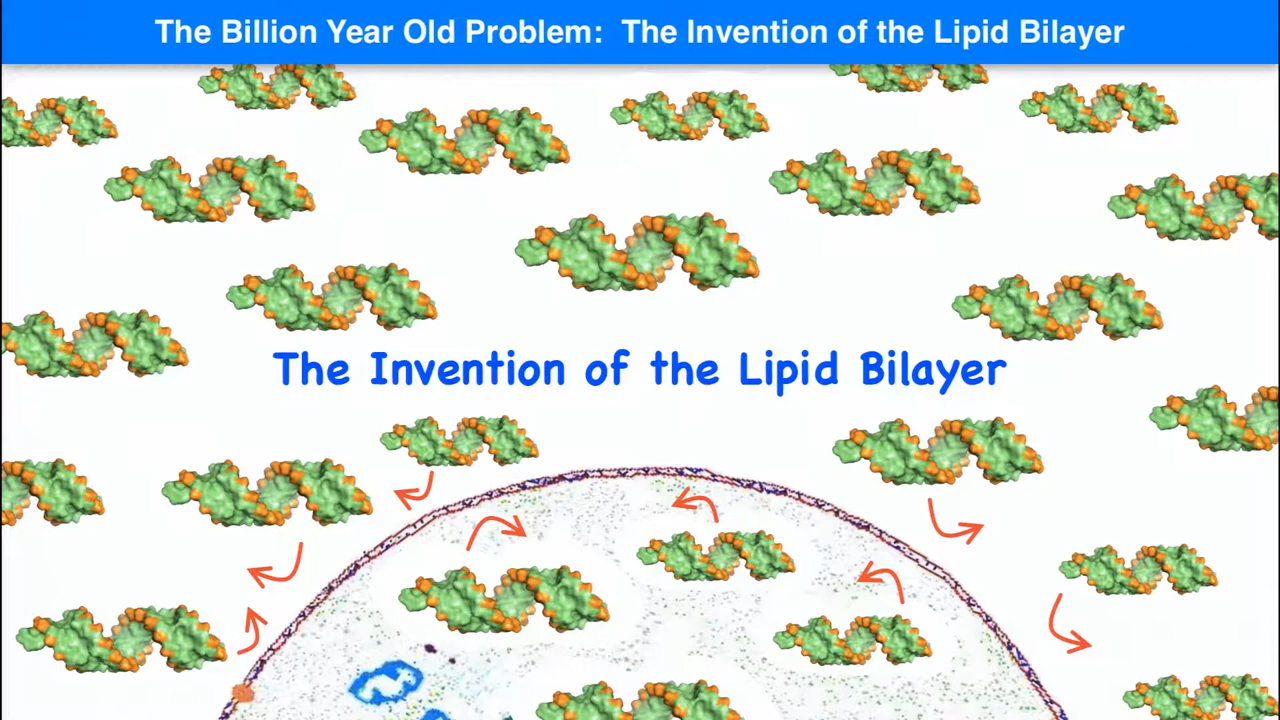 The Billion Year Old Problem:  The Invention of the Lipid Bilayer
The Invention of the Lipid Bilayer